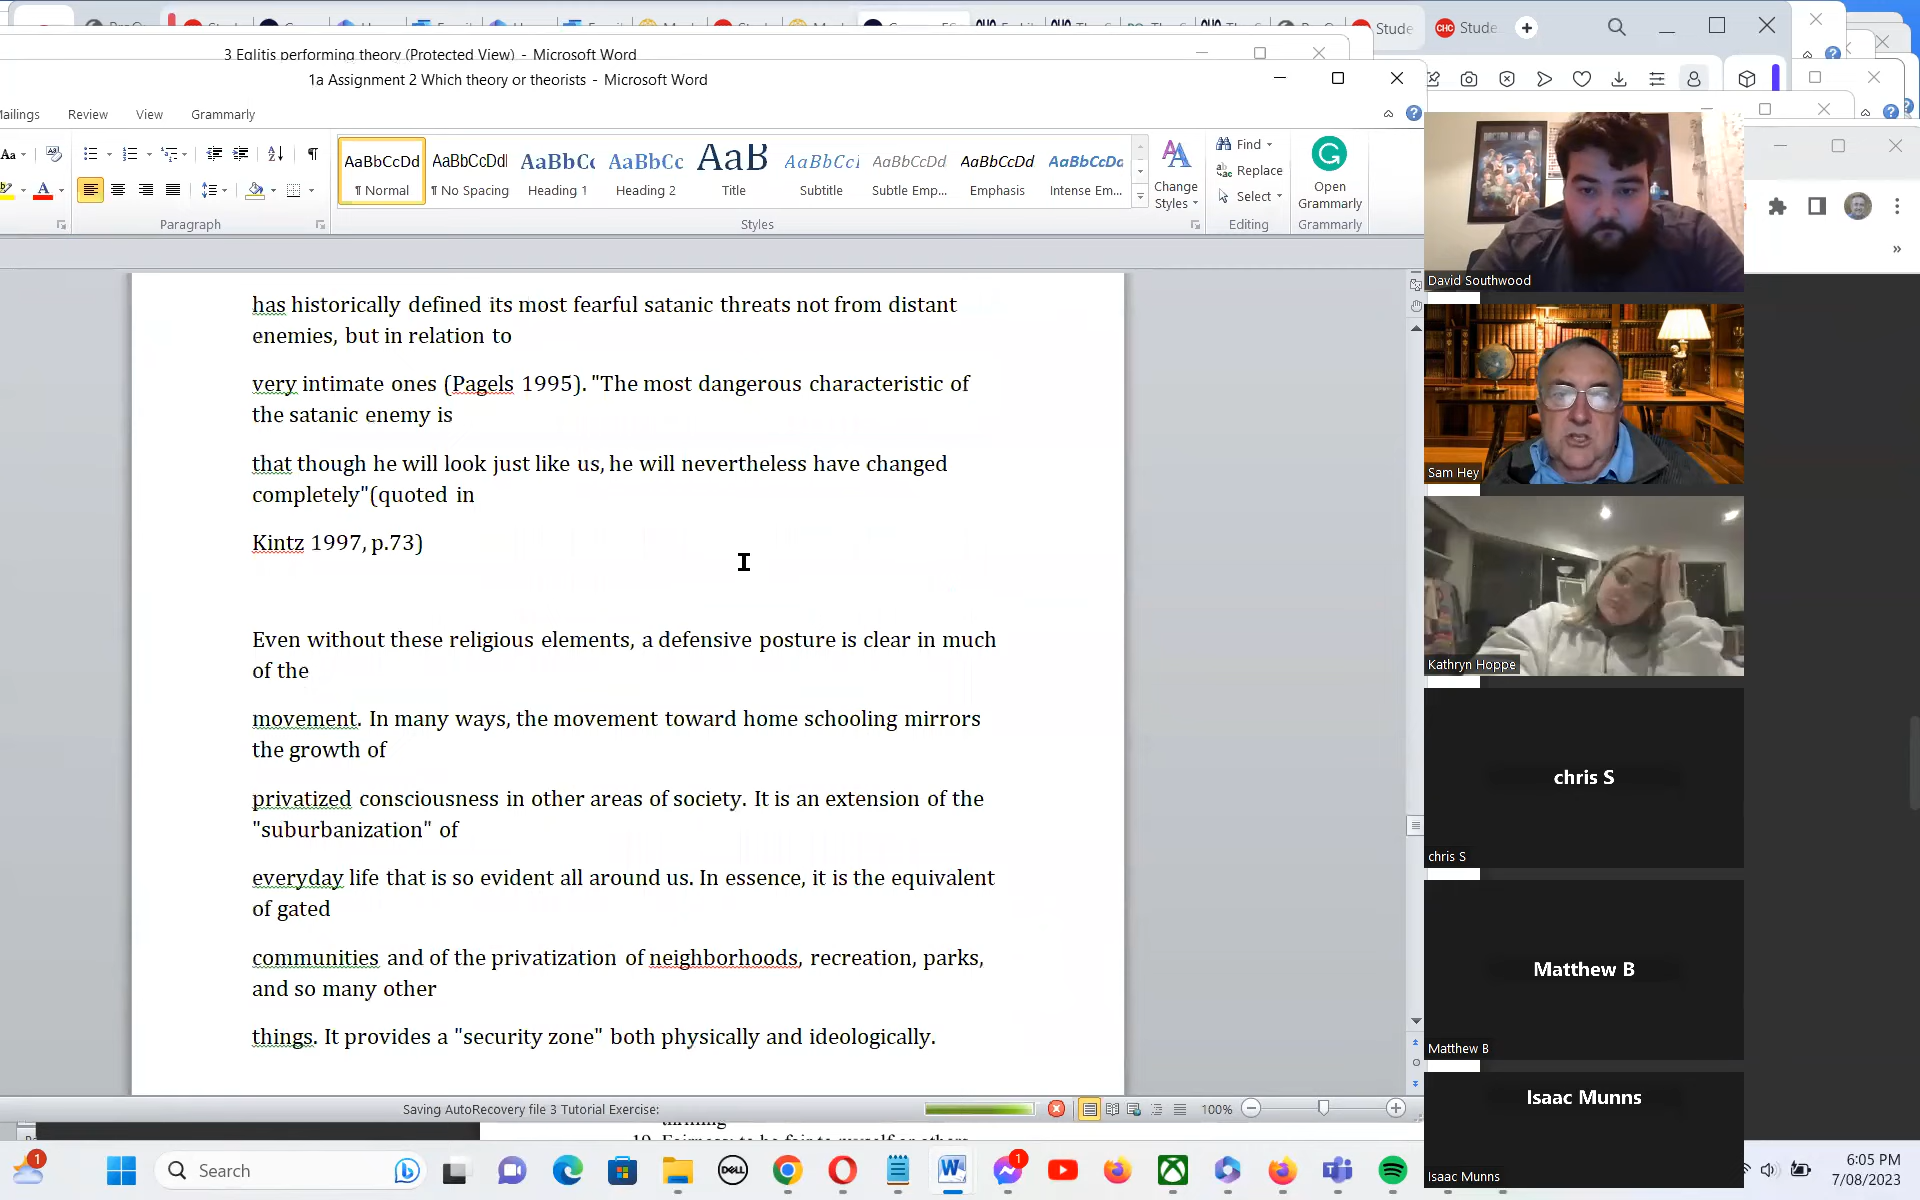 Stude
Stude
3 Eglitis performing theory (Protected View) - Microsoft Word
1a Assignment 2 Which theory or theorists - Microsoft Word
Mailings Review View Grammarly
AaBbCcDd AaBbCcDd AaBbCc AaBbCc AaB AaBbCcI AaBbCcDd AaBbCcDd AaBbCcDc
¶ Normal ¶ No Spacing Heading 1 Heading 2 Title Subtitle Subtle Emp... Emphasis Intense Em...
Change Styles
Find
Replace
Select
Open Grammarly
Paragraph Styles Editing Grammarly
has historically defined its most fearful satanic threats not from distant
enemies, but in relation to
very intimate ones (Pagels 1995). "The most dangerous characteristic of
the satanic enemy is
that though he will look just like us, he will nevertheless have changed
completely"(quoted in
Kintz 1997, p.73)
Even without these religious elements, a defensive posture is clear in much
of the
movement. In many ways, the movement toward home schooling mirrors
the growth of
privatized consciousness in other areas of society. It is an extension of the
"suburbanization" of
everyday life that is so evident all around us. In essence, it is the equivalent
of gated
communities and of the privatization of neighborhoods, recreation, parks,
and so many other
things. It provides a "security zone" both physically and ideologically.
David Southwood
Sam Hey
Kathryn Hoppe
chris S
chris S
Matthew B
Matthew B
Isaac Munns
Isaac Munns
Saving AutoRecovery file 3 Tutorial Exercise:
100%
Search
DELL
6:05 PM
7/08/2023